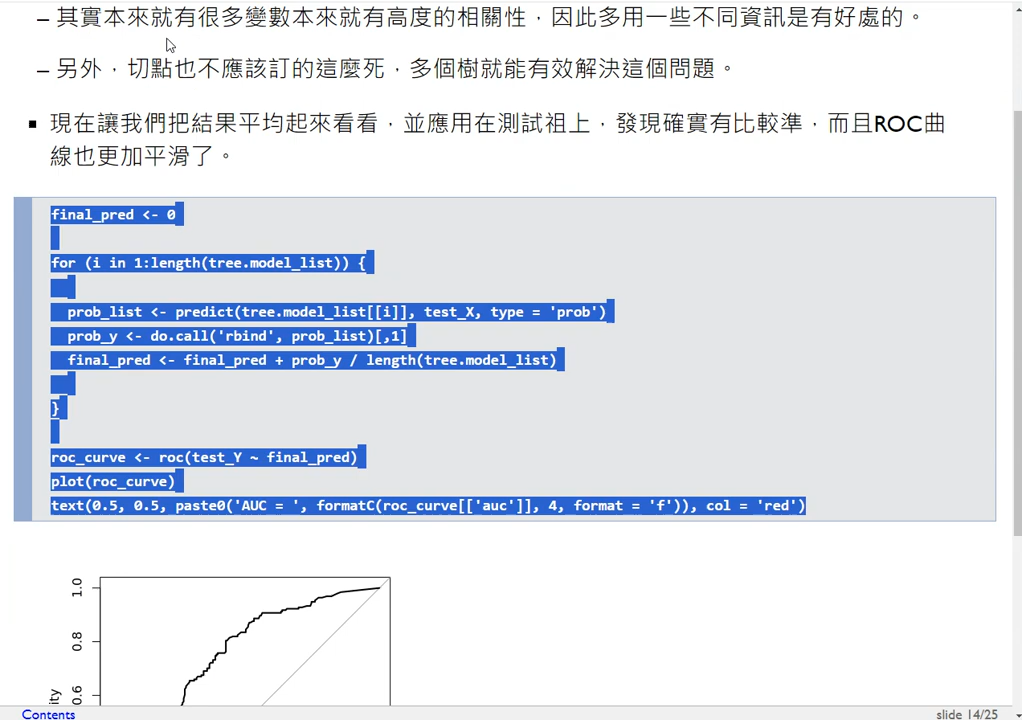 – 其實本來就有很多變數本來就有高度的相關性，因此多用一些不同資訊是有好處的。
– 另外，切點也不應該訂的這麼死，多個樹就能有效解決這個問題。
▪ 現在讓我們把結果平均起來看看，並應用在測試祖上，發現確實有比較準，而且ROC曲
線也更加平滑了。
final_pred <- 0
for (i in 1:length(tree.model_list)) {
prob_list <- predict(tree.model_list[[i]], test_X, type = 'prob')
prob_y <- do.call('rbind', prob_list)[,1]
final_pred <- final_pred + prob_y / length(tree.model_list)
}
roc_curve <- roc(test_Y ~ final_pred)
plot(roc_curve)
text(0.5, 0.5, paste0('AUC = ', formatC(roc_curve[['auc']], 4, format = 'f')), col = 'red')
1.0
0.8
0.6
ity
Contents
slide 14/25